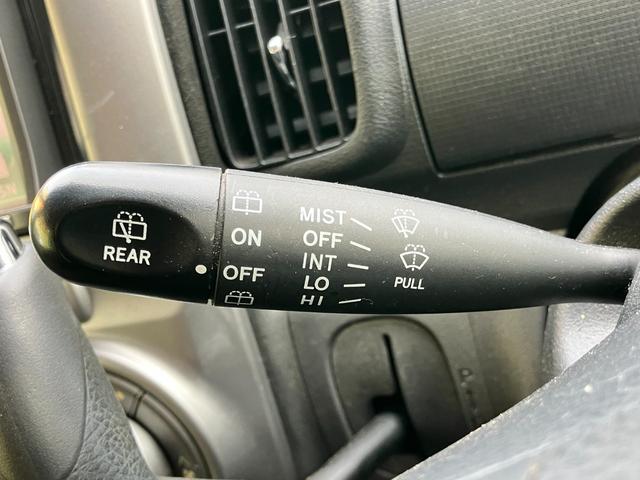 REAR
ON
OFF
MIST
OFF
INT
LO
HI
PULL